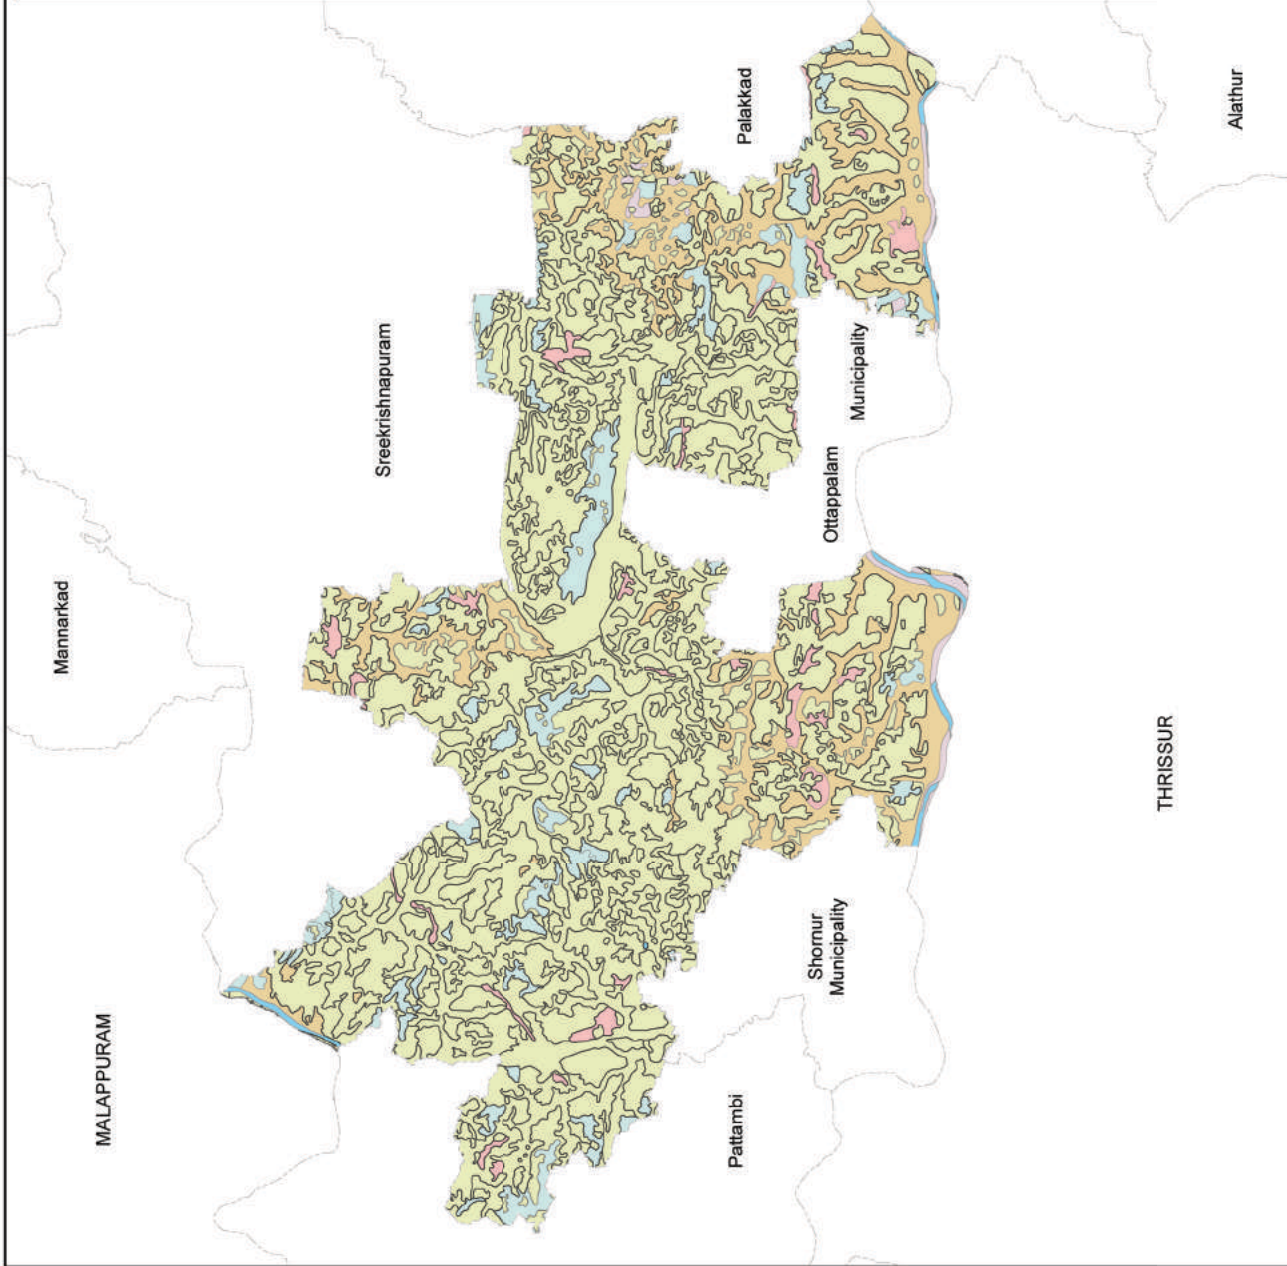 Mannarkad
MALAPPURAM
Sreekrishnapuram
Palakkad
Alathur
Municipality
Ottappalam
Shornur
Municipality
Pattambi
THRISSUR